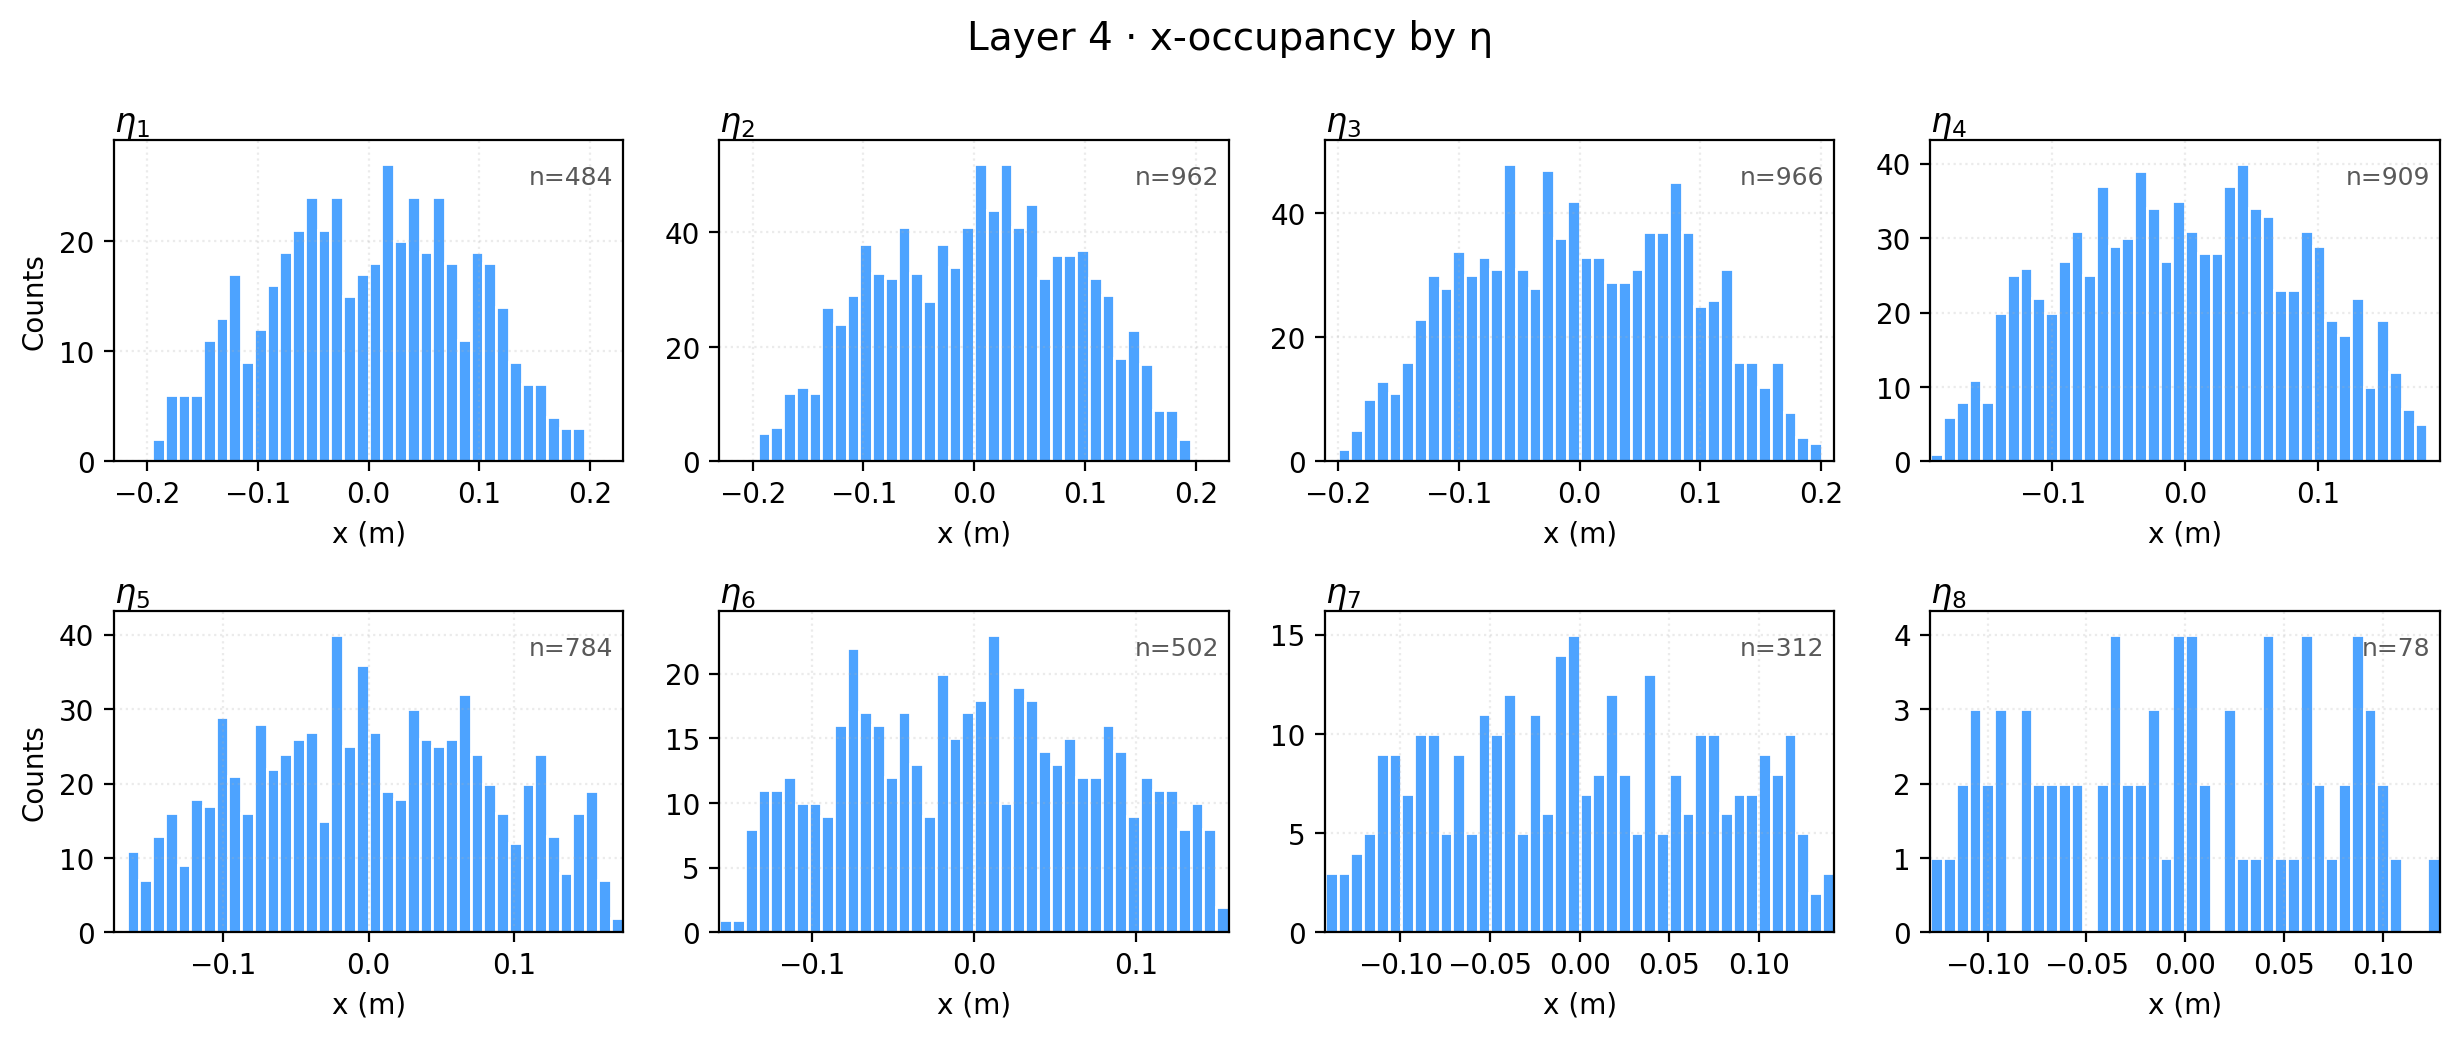 Layer 4 · x-occupancy by η
η1
η2
η3
η4
n=484
n=962
n=966
n=909
Counts
20
10
0
−0.2 −0.1 0.0 0.1 0.2
x (m)
40
20
0
−0.2 −0.1 0.0 0.1 0.2
x (m)
40
20
0
−0.2 −0.1 0.0 0.1 0.2
x (m)
40
30
20
10
0
−0.1 0.0 0.1
x (m)
η5
η6
η7
η8
n=784
n=502
n=312
n=78
Counts
40
30
20
10
0
−0.1 0.0 0.1
x (m)
20
15
10
5
0
−0.1 0.0 0.1
x (m)
15
10
5
0
−0.10 −0.05 0.00 0.05 0.10
x (m)
4
3
2
1
0
−0.10 −0.05 0.00 0.05 0.10
x (m)